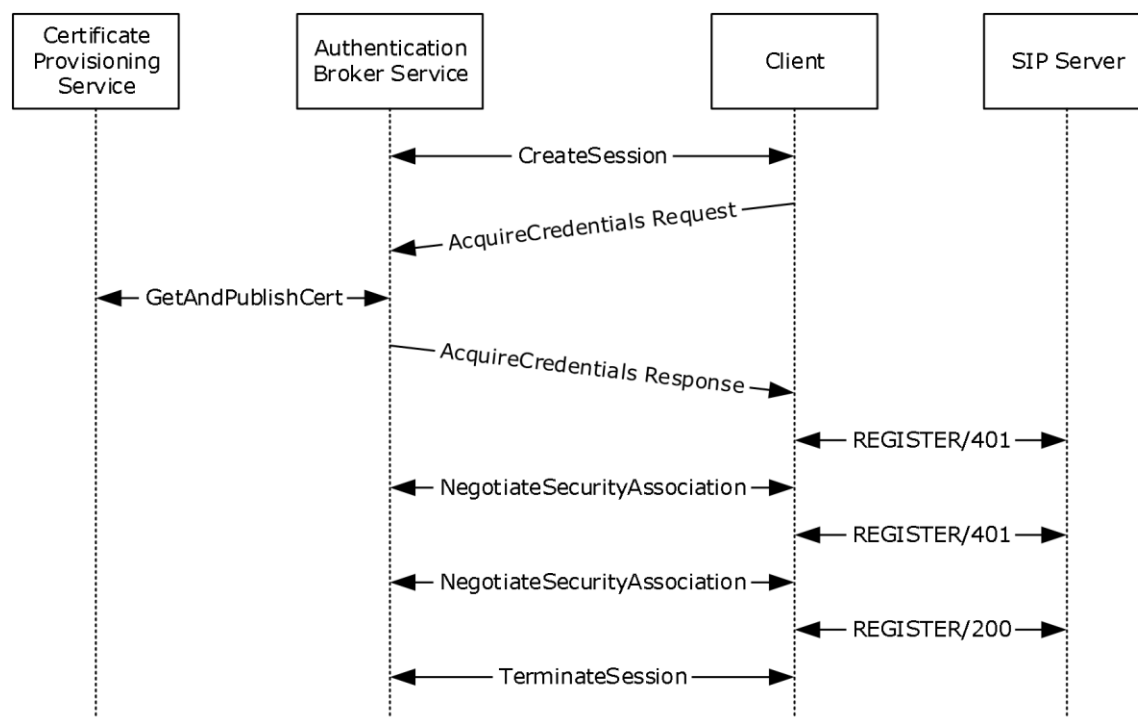 Certificate
Provisioning
Service
Authentication
Broker Service
Client
SIP Server
CreateSession
AcquireCredentials Request
GetAndPublishCert
AcquireCredentials Response
REGISTER/401
NegotiateSecurityAssociation
REGISTER/401
NegotiateSecurityAssociation
REGISTER/200
TerminateSession